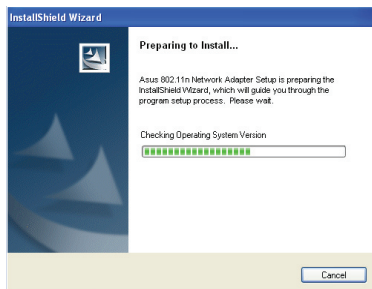 InstallShield Wizard
Preparing to Install...
Asus 802.11n Network Adapter Setup is preparing the
InstallShield Wizard, which will guide you through the
program setup process. Please wait.
Checking Operating System Version
Cancel